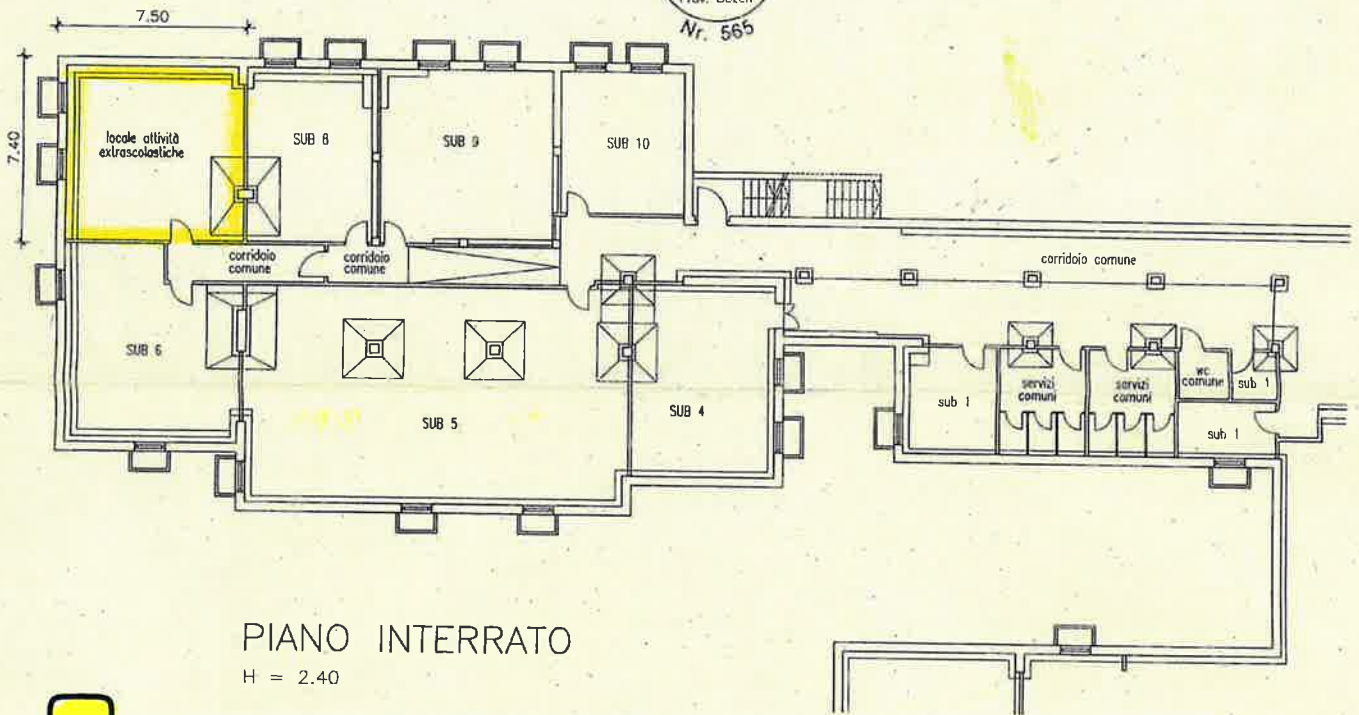 7.50
Nr. 565
7.40
locale attività
extrascolastiche
SUB 8
SUB 9
SUB 10
corridoio
comune
corridoio
comune
corridoio comune
SUB 6
SUB 5
SUB 4
sub 1
servizi
comuni
servizi
comuni
wc
comune
sub 1
sub 1
PIANO INTERRATO
H = 2.40